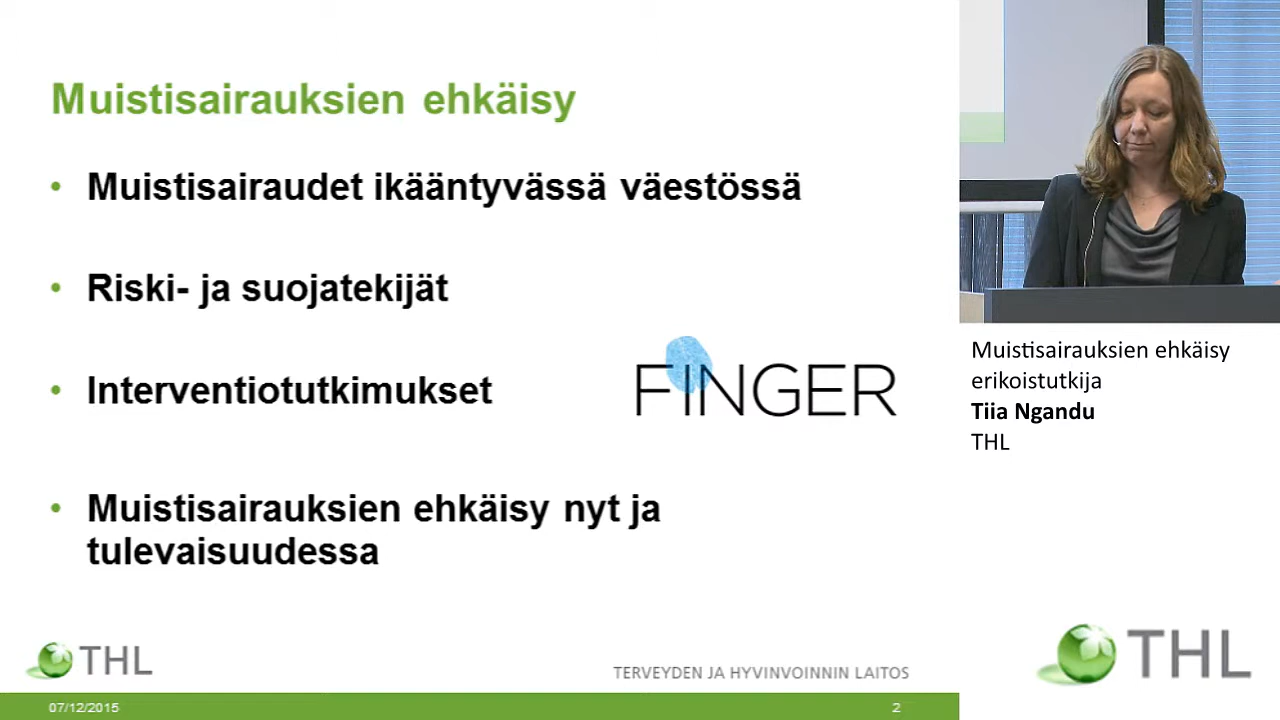 Muistisairauksien ehkäisy
• Muistisairaudet ikääntyvässä väestössä
• Riski- ja suojatekijät
• Interventiotutkimukset
FINGER
• Muistisairauksien ehkäisy nyt ja
tulevaisuudessa
THL
TERVEYDEN JA HYVINVOINNIN LAITOS
07/12/2015
2
Muistisairauksien ehkäisy
erikoistutkija
Tiia Ngandu
THL
THL